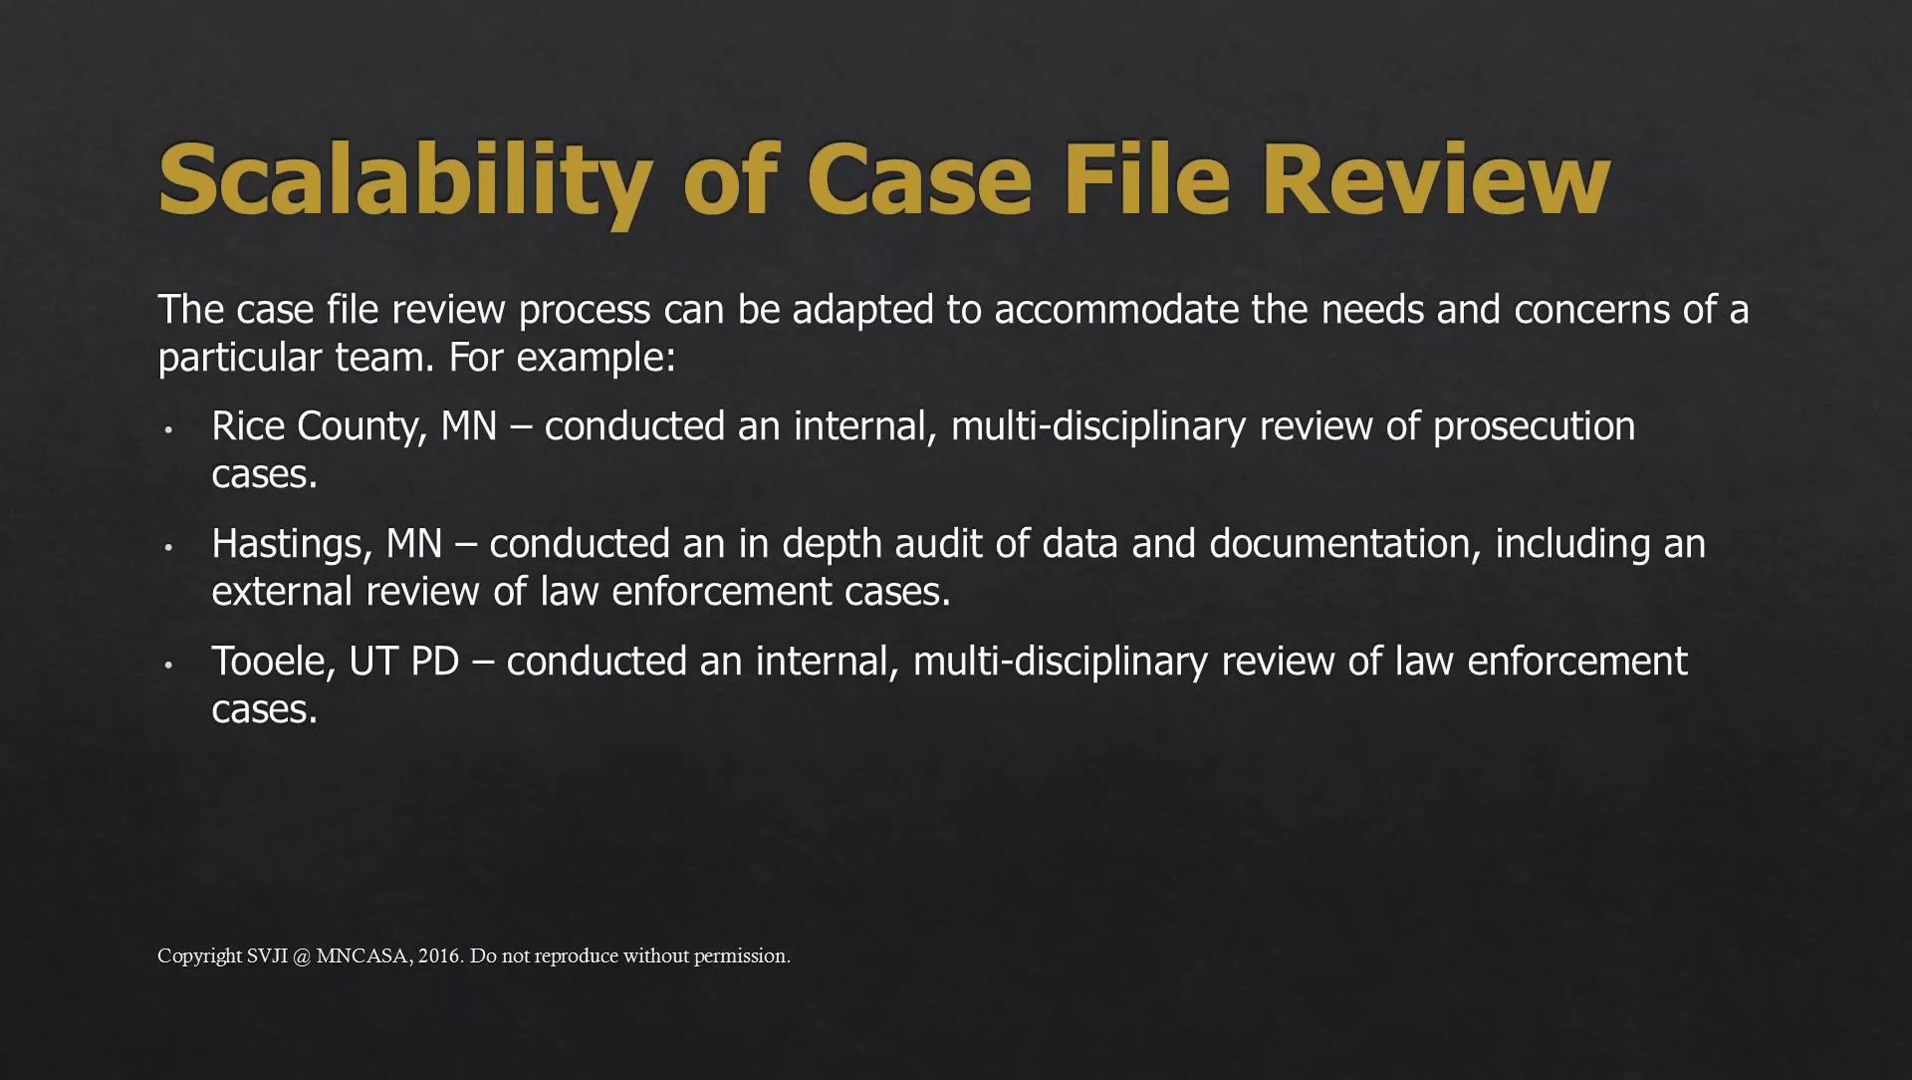 Scalability of Case File Review
The case file review process can be adapted to accommodate the needs and concerns of a
particular team. For example:
• Rice County, MN – conducted an internal, multi-disciplinary review of prosecution
cases.
• Hastings, MN – conducted an in depth audit of data and documentation, including an
external review of law enforcement cases.
• Tooele, UT PD – conducted an internal, multi-disciplinary review of law enforcement
cases.
Copyright SVJI @ MNCASA, 2016. Do not reproduce without permission.